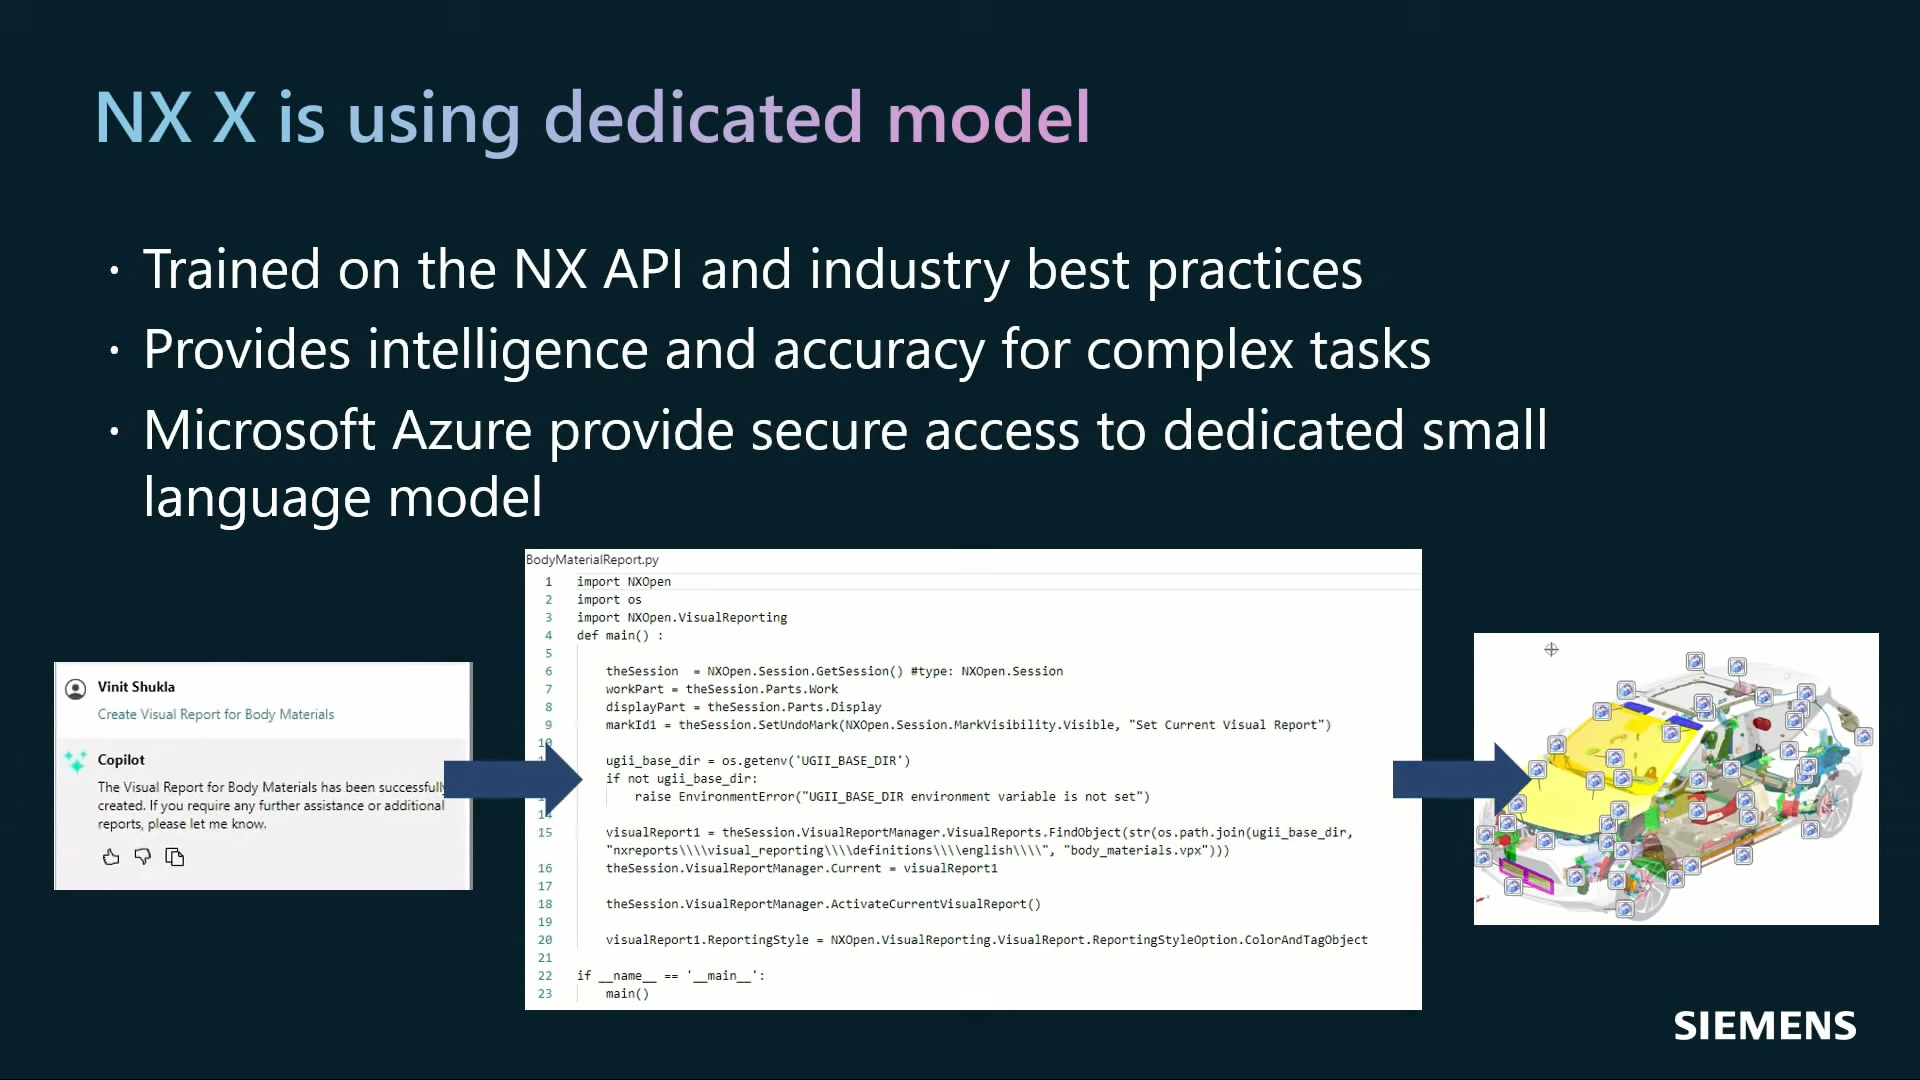 NX X is using dedicated model
· Trained on the NX API and industry best practices
· Provides intelligence and accuracy for complex tasks
· Microsoft Azure provide secure access to dedicated small
language model
Vinit Shukla
Create Visual Report for Body Materials
Copilot
The Visual Report for Body Materials has been successfully
created. If you require any further assistance or additional
reports, please let me know.
BodyMaterialReport.py
1 import NXOpen
2 import os
3 import NXOpen.VisualReporting
4 def main() :
5
6 theSession  = NXOpen.Session.GetSession() #type: NXOpen.Session
7 workPart = theSession.Parts.Work
8 displayPart = theSession.Parts.Display
9 markId1 = theSession.SetUndoMark(NXOpen.Session.MarkVisibility.Visible, "Set Current Visual Report")
10
ugii_base_dir = os.getenv('UGII_BASE_DIR')
if not ugii_base_dir:
raise EnvironmentError("UGII_BASE_DIR environment variable is not set")
14
15 visualReport1 = theSession.VisualReportManager.VisualReports.FindObject(str(os.path.join(ugii_base_dir,
"nxreports\\\\visual_reporting\\\\definitions\\\\english\\\\", "body_materials.vpx")))
16 theSession.VisualReportManager.Current = visualReport1
17
18 theSession.VisualReportManager.ActivateCurrentVisualReport()
19
20 visualReport1.ReportingStyle = NXOpen.VisualReporting.VisualReport.ReportingStyleOption.ColorAndTagObject
21
22 if __name__ == '__main__':
23 main()
SIEMENS